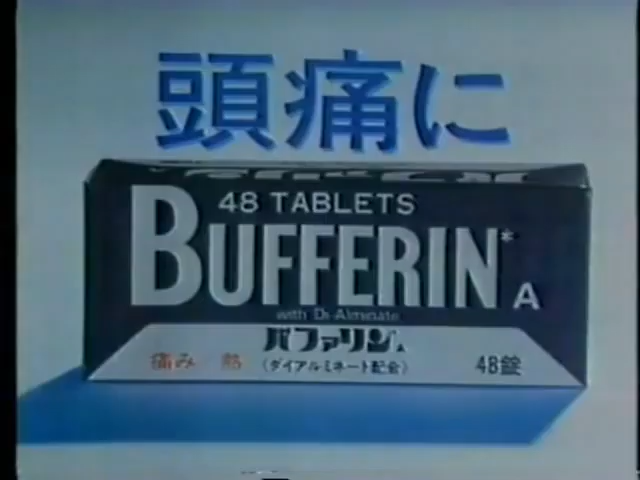 頭痛に
48 TABLETS
BUFFERIN* A
with Di-Alminate
バファリンA
痛み 熱
(ダイアルミネート配合)
48錠